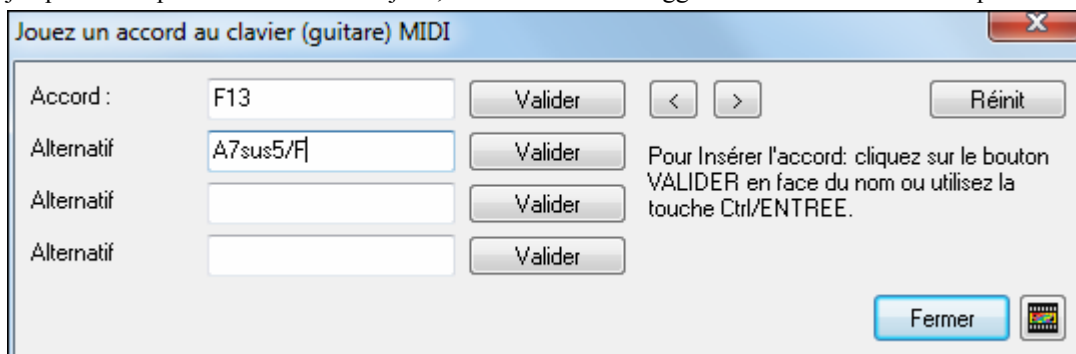 Jouez un accord au clavier (guitare) MIDI
Accord : F13 Valider < > Réinit
Alternatif A7sus5/F Valider
Pour Insérer l'accord: cliquez sur le bouton
VALIDER en face du nom ou utilisez la
touche Ctrl/ENTREE.
Alternatif Valider
Alternatif Valider
Fermer